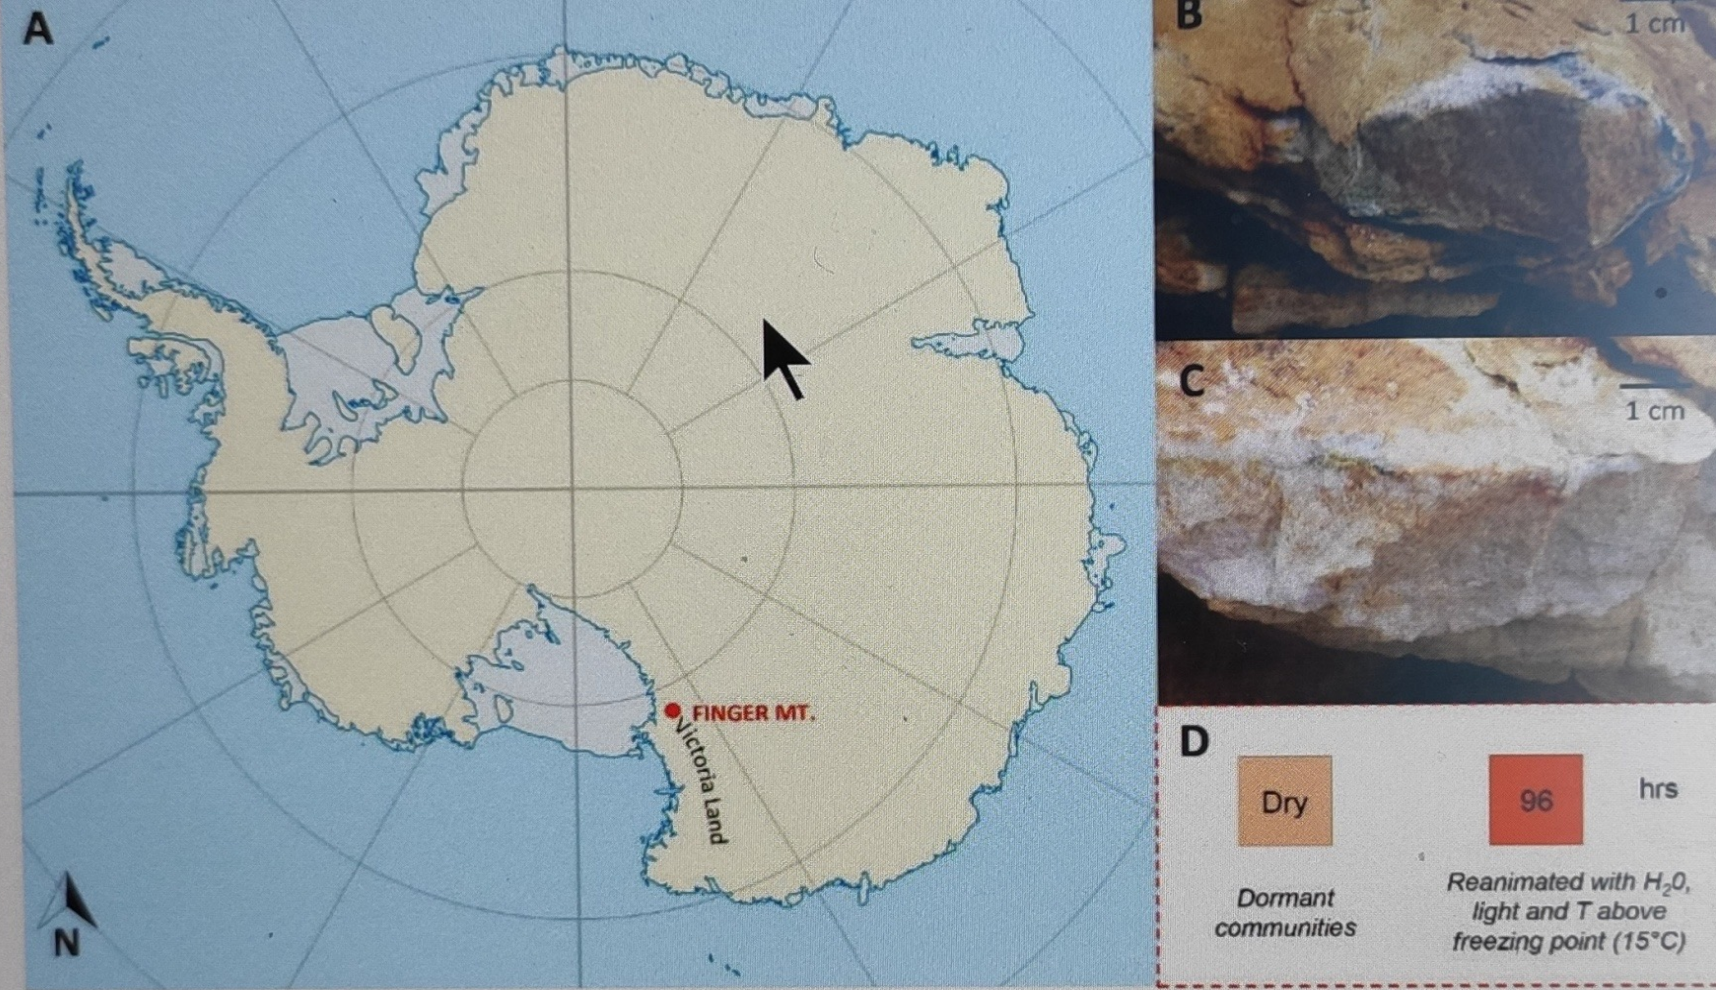 A
FINGER MT.
Victoria Land
N
B
1 cm
C
1 cm
D
Dry
96
hrs
Dormant
communities
Reanimated with H₂0,
light and T above
freezing point (15°C)